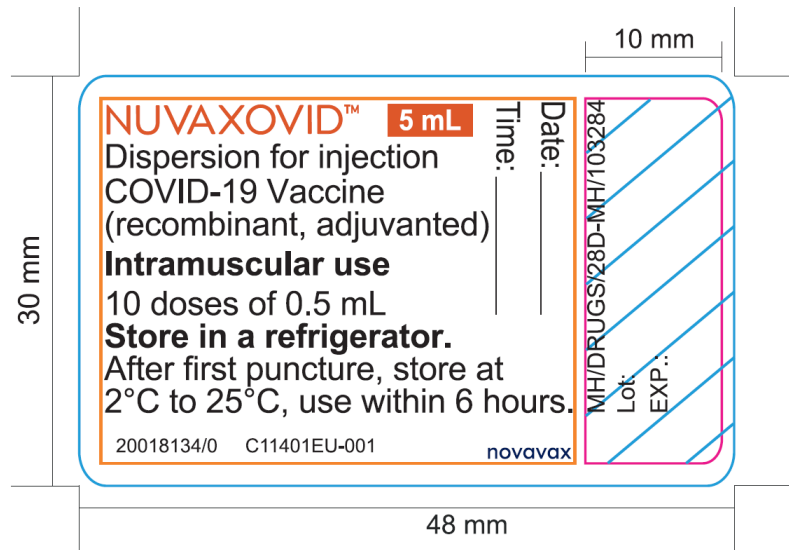 10 mm
NUVAXOVID™ 5 mL
Dispersion for injection
COVID-19 Vaccine
(recombinant, adjuvanted)
Intramuscular use
10 doses of 0.5 mL
Store in a refrigerator.
After first puncture, store at
2°C to 25°C, use within 6 hours.
20018134/0 C11401EU-001
novavax
Time:
Date:
MH/DRUGS/28D-MH/103284
Lot:
EXP.:
30 mm
48 mm